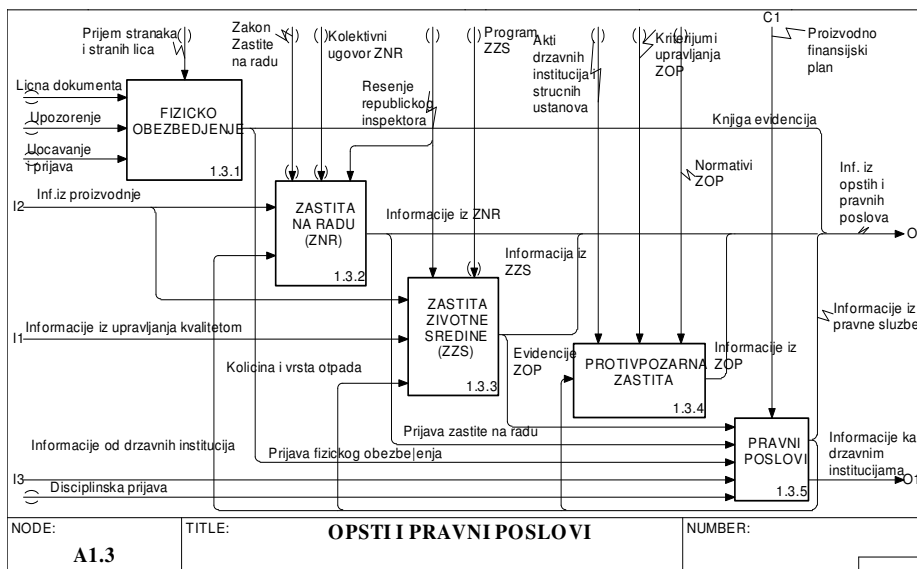 C1
Prijem stranaka
i stranih lica
Zakon
Zastite
na radu
Kolektivni
ugovor ZNR
Program
ZZS
Akti
drzavnih
institucija
strucnih
ustanova
Kriterijumi
upravljanja
ZOP
Proizvodno
finansijski
plan
Resenje
republickog
inspektora
Licna dokumenta
Upozorenje
Uocavanje
i prijava
FIZICKO
OBEZBEDJENJE
1.3.1
Knjiga evidencija
Normativi
ZOP
Inf. iz
opstih i
pravnih
poslova
I2
Inf.iz proizvodnje
ZASTITA
NA RADU
(ZNR)
1.3.2
Informacije iz ZNR
O
Informacija iz
ZZS
ZASTITA
ZIVOTNE
SREDINE
(ZZS)
1.3.3
I1
Informacije iz upravljanja kvalitetom
Kolicina i vrsta otpada
Evidencije
ZOP
PROTIVPOZARNA
ZASTITA
1.3.4
Informacije iz
ZOP
Informacije iz
pravne sluzbe
Prijava zastite na radu
Informacije od drzavnih institucija
Prijava fizickog obezbe|enja
PRAVNI
POSLOVI
1.3.5
Informacije ka
drzavnim
institucijama
O1
I3
Disciplinska prijava
NODE:
A1.3
TITLE:
OPSTI I PRAVNI POSLOVI
NUMBER: